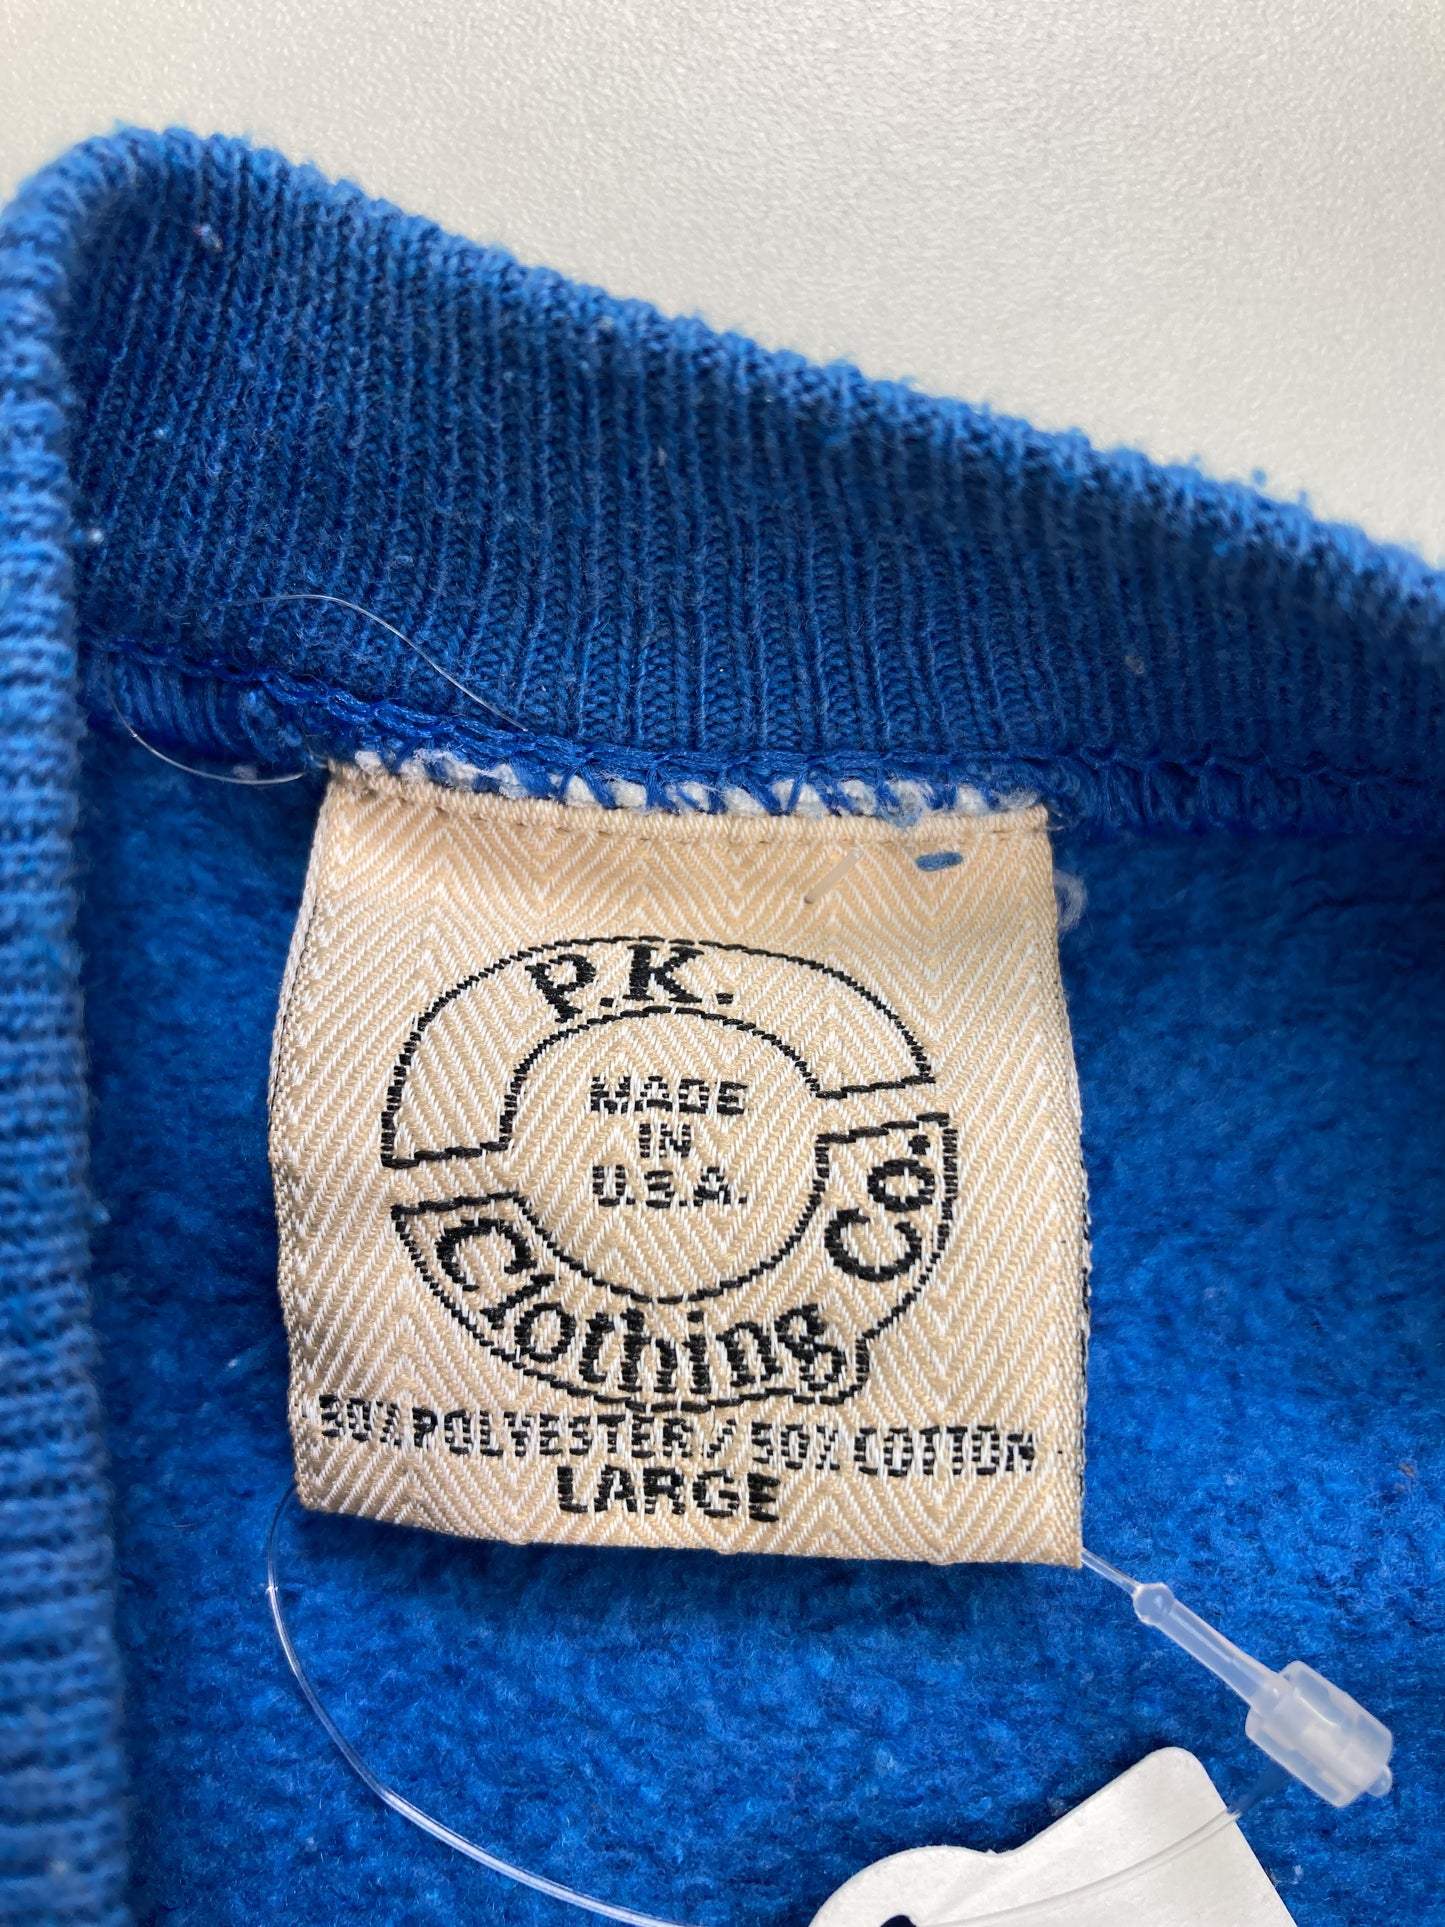 P.K.
MADE
IN
U.S.A.
Clothing Co.
50% POLYESTER / 50% COTTON
LARGE